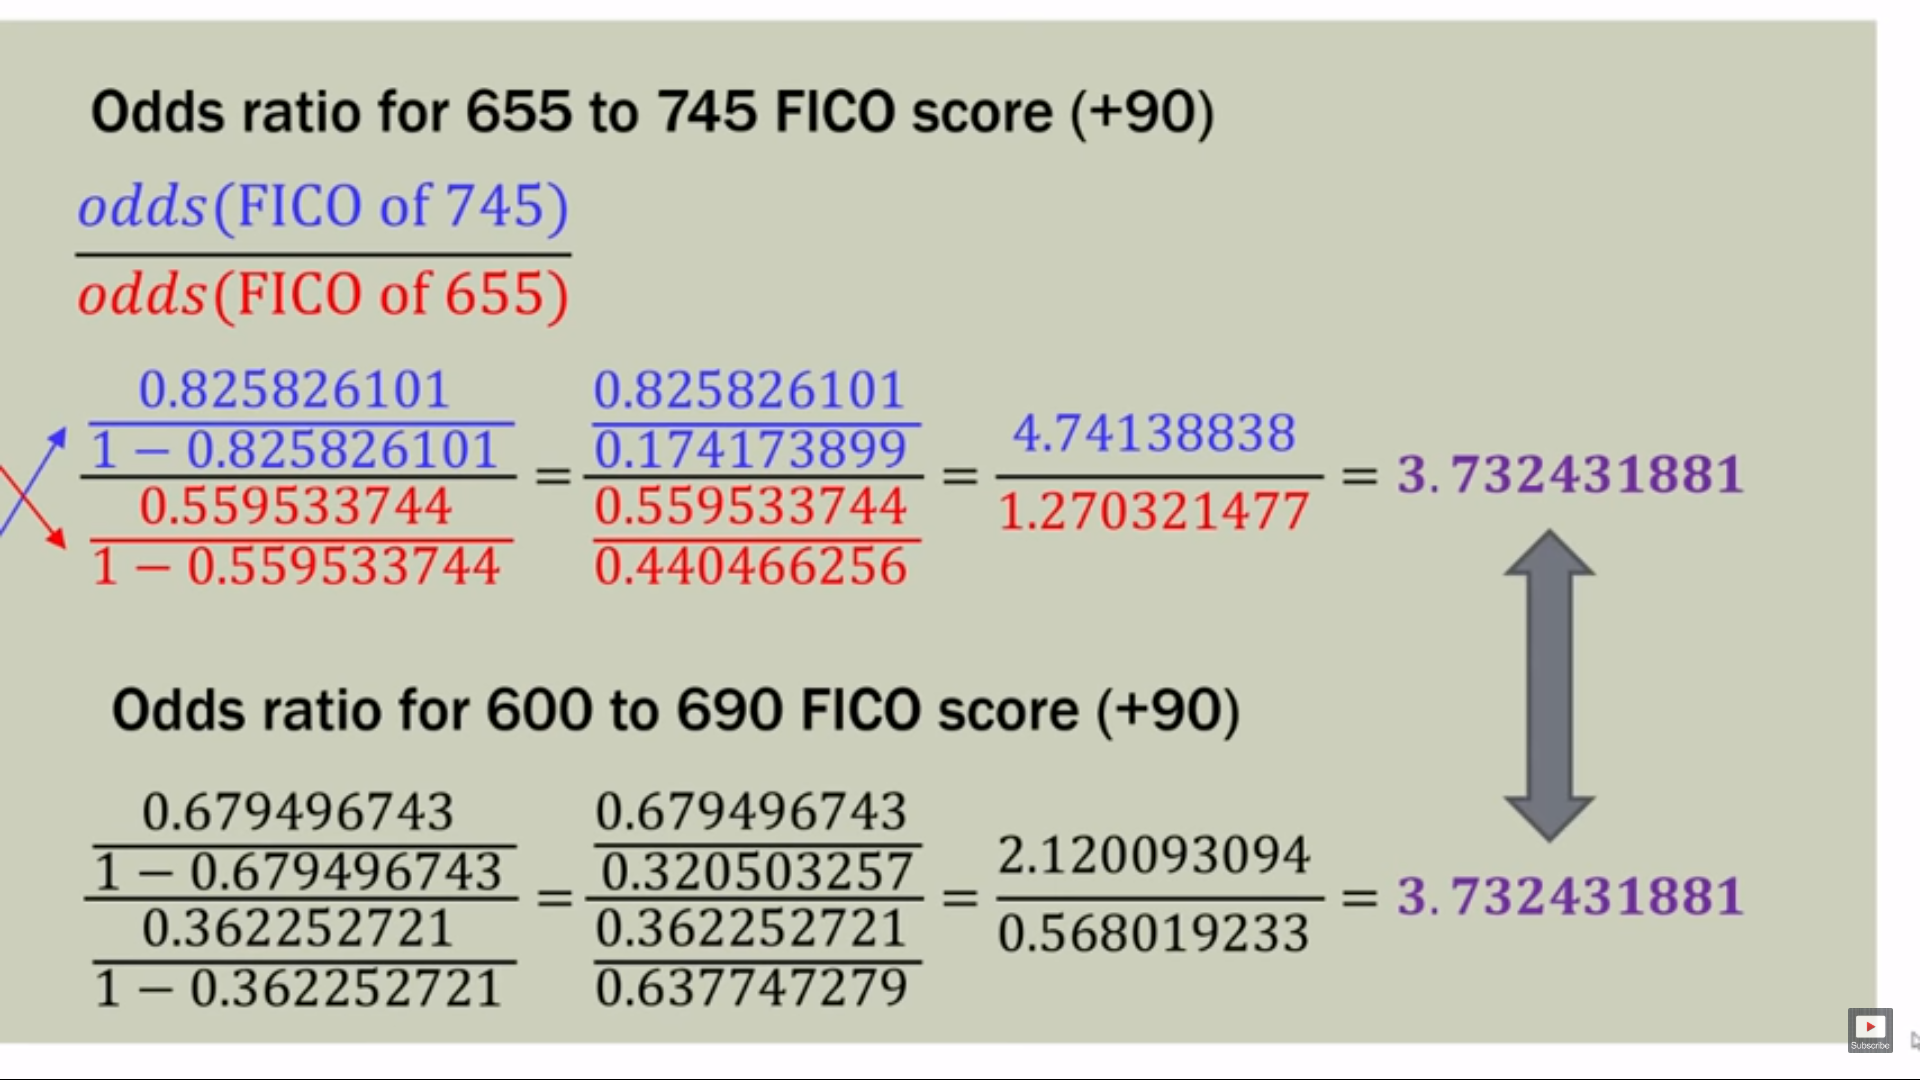 Odds ratio for 655 to 745 FICO score (+90)
odds(FICO of 745)
odds(FICO of 655)
0.825826101
1 − 0.825826101
0.559533744
1 − 0.559533744
=
0.825826101
0.174173899
0.559533744
0.440466256
=
4.74138838
1.270321477
= 3.732431881
Odds ratio for 600 to 690 FICO score (+90)
0.679496743
1 − 0.679496743
0.362252721
1 − 0.362252721
=
0.679496743
0.320503257
0.362252721
0.637747279
=
2.120093094
0.568019233
= 3.732431881
Subscribe